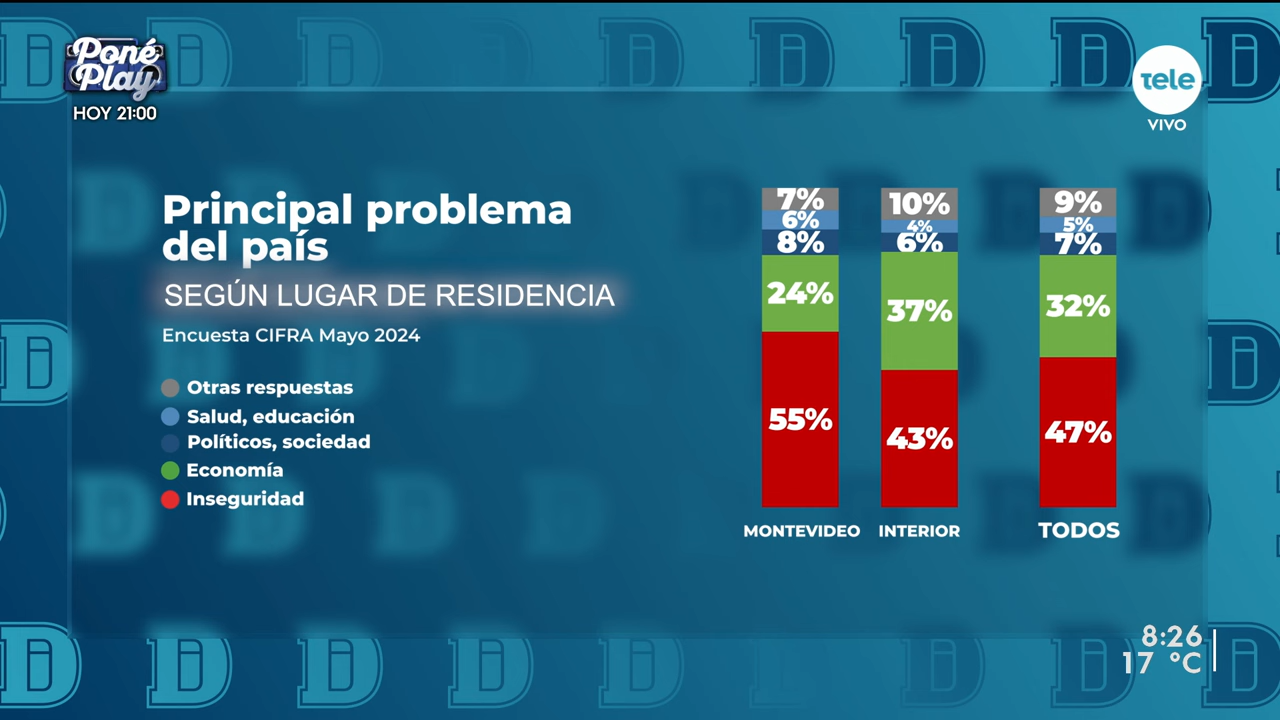 Poné
Play
HOY 21:00
tele
VIVO
Principal problema
del país
SEGÚN LUGAR DE RESIDENCIA
Encuesta CIFRA Mayo 2024
Otras respuestas
Salud, educación
Políticos, sociedad
Economía
Inseguridad
7% 10% 9%
6% 4% 5%
8% 6% 7%
24% 37% 32%
55% 43% 47%
MONTEVIDEO INTERIOR TODOS
8:26
17 °C